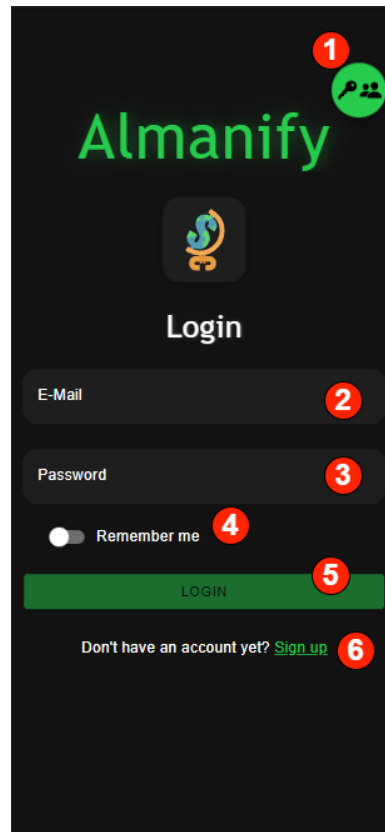 1
Almanify
Login
E-Mail 2
Password 3
Remember me 4
LOGIN 5
Don't have an account yet? Sign up 6